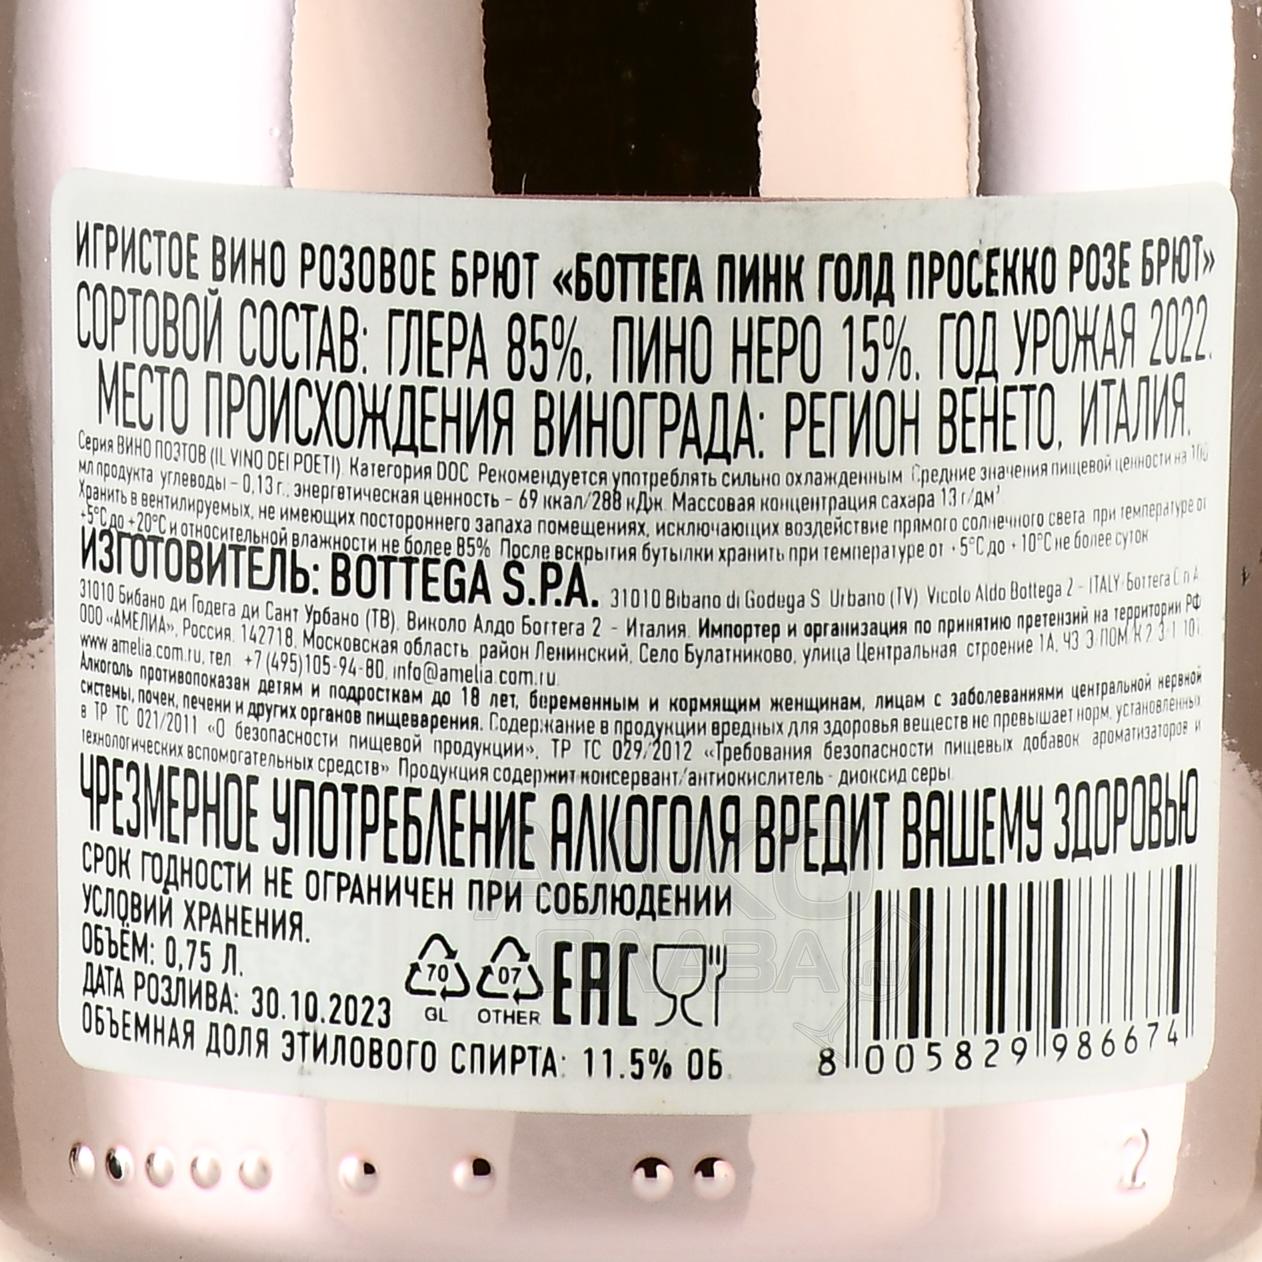 ИГРИСТОЕ ВИНО РОЗОВОЕ БРЮТ «БОТТЕГА ПИНК ГОЛД ПРОСЕККО РОЗЕ БРЮТ»
СОРТОВОЙ СОСТАВ: ГЛЕРА 85%, ПИНО НЕРО 15%. ГОД УРОЖАЯ 2022.
МЕСТО ПРОИСХОЖДЕНИЯ ВИНОГРАДА: РЕГИОН ВЕНЕТО, ИТАЛИЯ.
Серия ВИНО ПОЭТОВ (IL VINO DEI POETI). Категория DOC. Рекомендуется употреблять сильно охлажденным. Средние значения пищевой ценности на 100
мл продукта: углеводы – 0,13 г., энергетическая ценность – 69 ккал/288 кДж. Массовая концентрация сахара 13 г/дм³
Хранить в вентилируемых, не имеющих постороннего запаха помещениях, исключающих воздействие прямого солнечного света, при температуре от
+5°С до +20°С и относительной влажности не более 85%. После вскрытия бутылки хранить при температуре от +5°С до +10°С не более суток
ИЗГОТОВИТЕЛЬ: BOTTEGA S.P.A. 31010 Bibano di Godega S. Urbano (TV) Vicolo Aldo Bottega 2 – ITALY/Боттега С.п.А.
31010 Бибано ди Годега ди Сант Урбано (ТВ). Виколо Алдо Боттега 2 – Италия. Импортер и организация по принятию претензий на территории РФ
ООО «АМЕЛИА», Россия, 142718, Московская область, район Ленинский, Село Булатниково, улица Центральная, строение 1А,
www.amelia.com.ru, тел. +7 (495)105-94-80, info@amelia.com.ru
Алкоголь противопоказан детям и подросткам до 18 лет, беременным и кормящим женщинам, лицам с заболеваниями центральной нервной
системы, почек, печени и других органов пищеварения. Содержание в продукции вредных для здоровья веществ не превышает норм, установленных
в ТР ТС 021/2011 «О безопасности пищевой продукции», ТР ТС 029/2012 «Требования безопасности пищевых добавок, ароматизаторов и
технологических вспомогательных средств» Продукция содержит консервант/антиокислитель - диоксид серы
ЧРЕЗМЕРНОЕ УПОТРЕБЛЕНИЕ АЛКОГОЛЯ ВРЕДИТ ВАШЕМУ ЗДОРОВЬЮ
СРОК ГОДНОСТИ НЕ ОГРАНИЧЕН ПРИ СОБЛЮДЕНИИ
УСЛОВИЙ ХРАНЕНИЯ.
ОБЪЁМ: 0,75 Л.
ДАТА РОЗЛИВА: 30.10.2023
ОБЪЕМНАЯ ДОЛЯ ЭТИЛОВОГО СПИРТА: 11.5% ОБ.
70 07 EAC
GL OTHER
8 005829 986674
АЛКО
СЛАВА
2